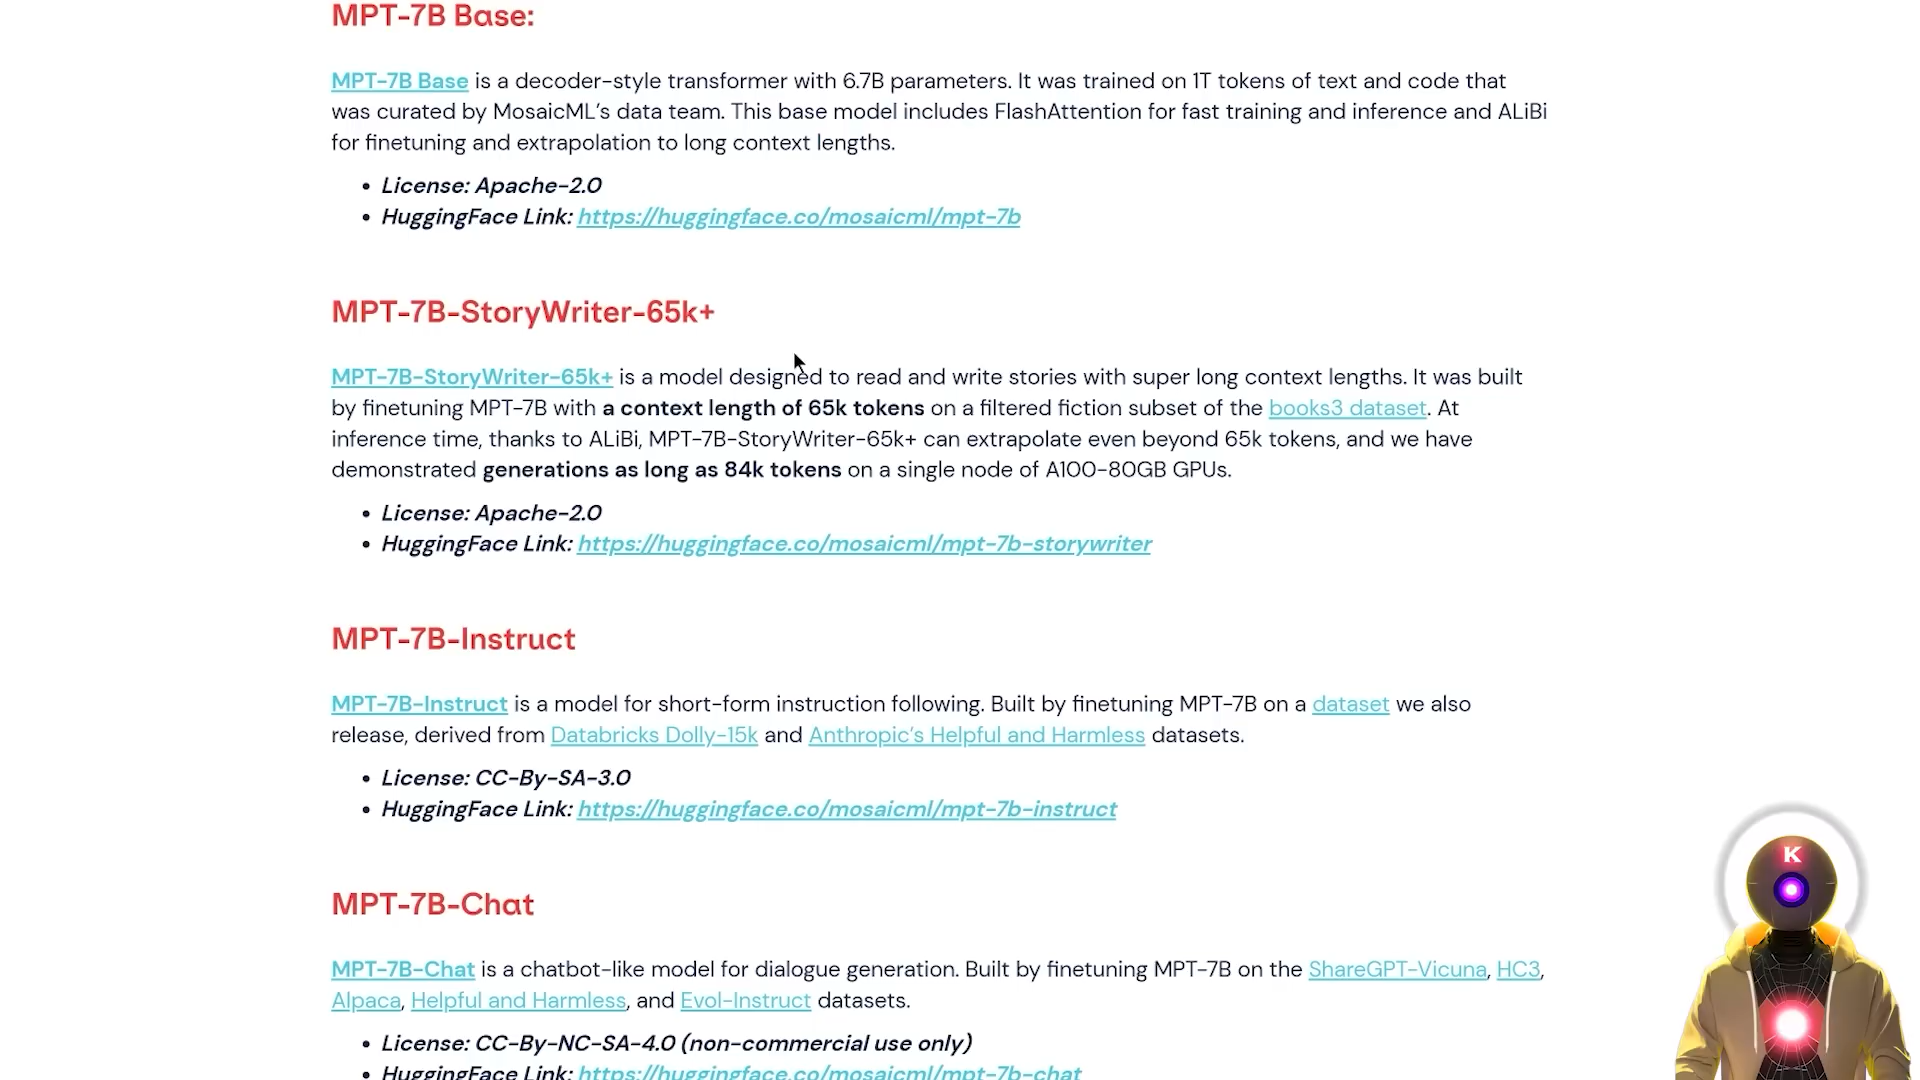 MPT-7B Base:
MPT-7B Base is a decoder-style transformer with 6.7B parameters. It was trained on 1T tokens of text and code that
was curated by MosaicML’s data team. This base model includes FlashAttention for fast training and inference and ALiBi
for finetuning and extrapolation to long context lengths.
• License: Apache-2.0
• HuggingFace Link: https://huggingface.co/mosaicml/mpt-7b
MPT-7B-StoryWriter-65k+
MPT-7B-StoryWriter-65k+ is a model designed to read and write stories with super long context lengths. It was built
by finetuning MPT-7B with a context length of 65k tokens on a filtered fiction subset of the books3 dataset. At
inference time, thanks to ALiBi, MPT-7B-StoryWriter-65k+ can extrapolate even beyond 65k tokens, and we have
demonstrated generations as long as 84k tokens on a single node of A100-80GB GPUs.
• License: Apache-2.0
• HuggingFace Link: https://huggingface.co/mosaicml/mpt-7b-storywriter
MPT-7B-Instruct
MPT-7B-Instruct is a model for short-form instruction following. Built by finetuning MPT-7B on a dataset we also
release, derived from Databricks Dolly-15k and Anthropic’s Helpful and Harmless datasets.
• License: CC-By-SA-3.0
• HuggingFace Link: https://huggingface.co/mosaicml/mpt-7b-instruct
MPT-7B-Chat
MPT-7B-Chat is a chatbot-like model for dialogue generation. Built by finetuning MPT-7B on the ShareGPT-Vicuna, HC3,
Alpaca, Helpful and Harmless, and Evol-Instruct datasets.
• License: CC-By-NC-SA-4.0 (non-commercial use only)
• HuggingFace Link: https://huggingface.co/mosaicml/mpt-7b-chat
K